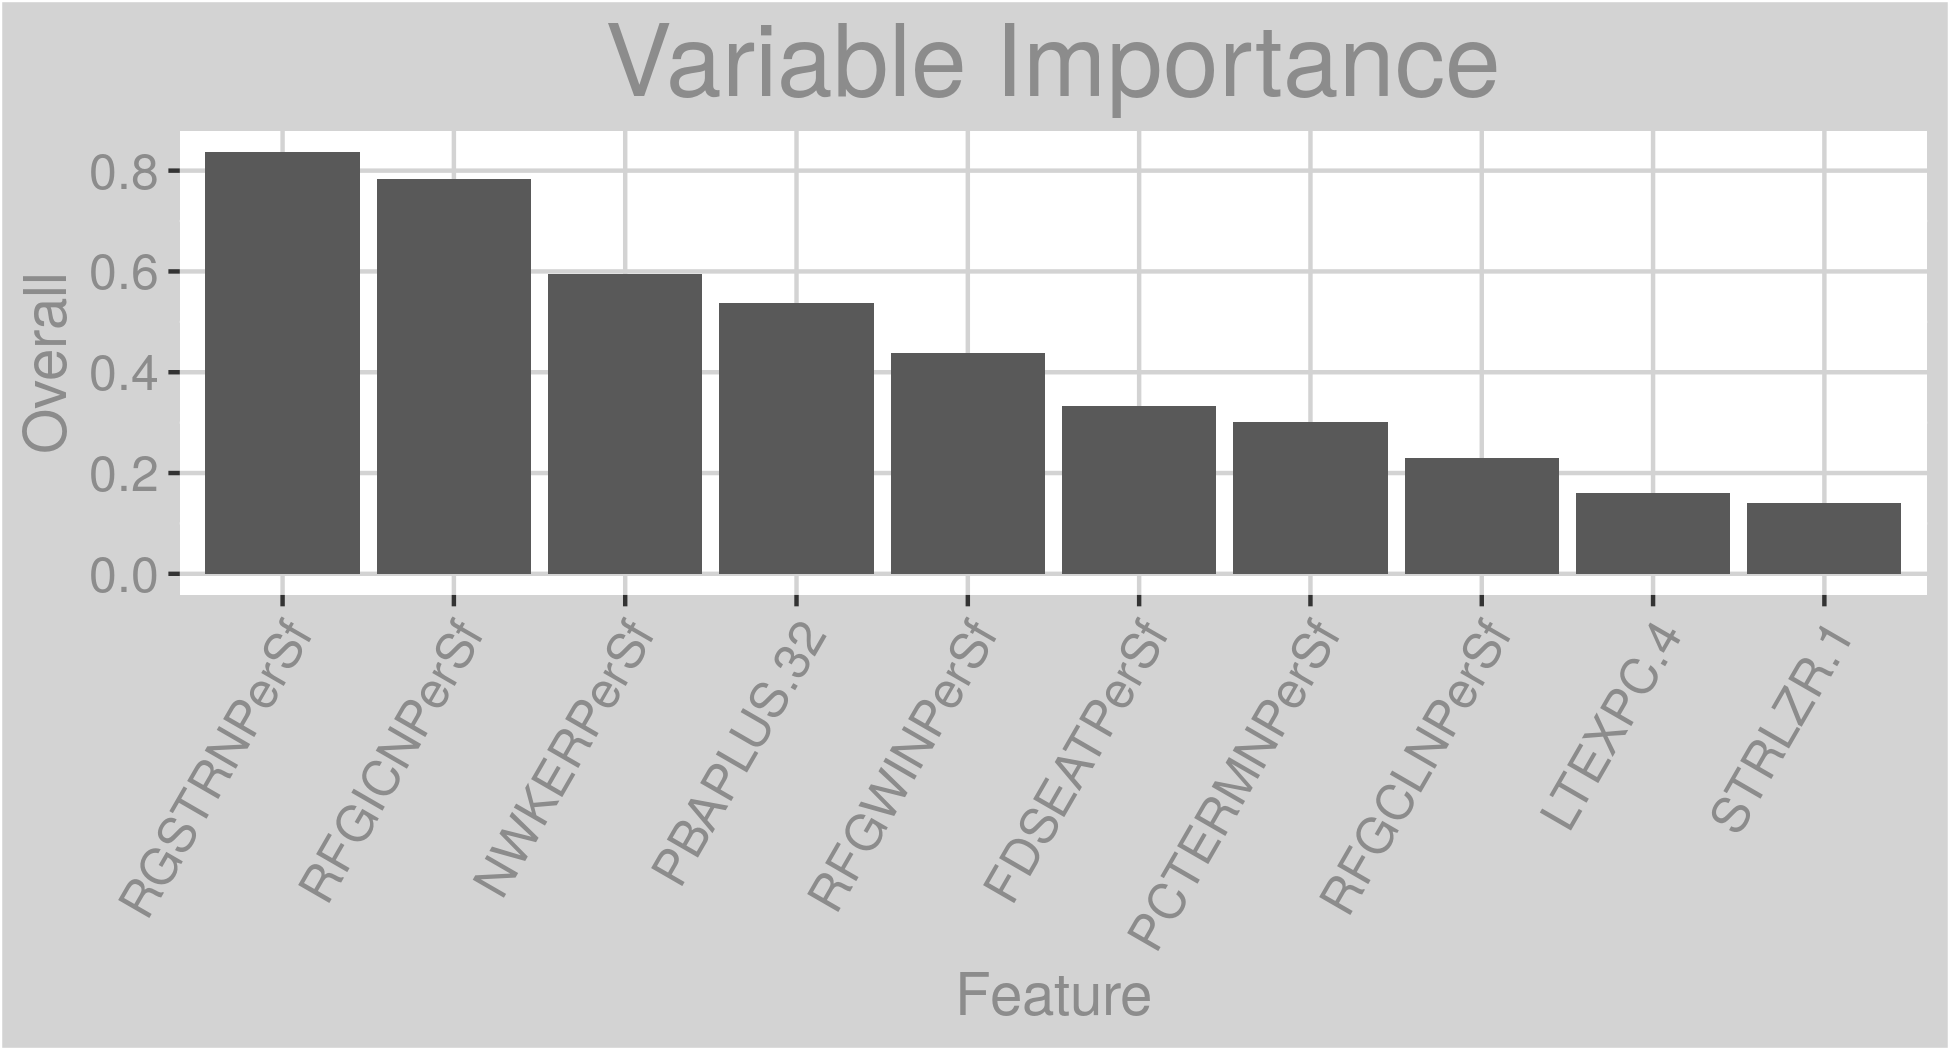 Variable Importance
Overall
0.8
0.6
0.4
0.2
0.0
RGSTRNPerSf
RFGICNPerSf
NWKERPerSf
PBAPLUS.32
RFGWINPerSf
FDSEATPerSf
PCTERMNPerSf
RFGCLNPerSf
LTEXPC.4
STRLZR.1
Feature